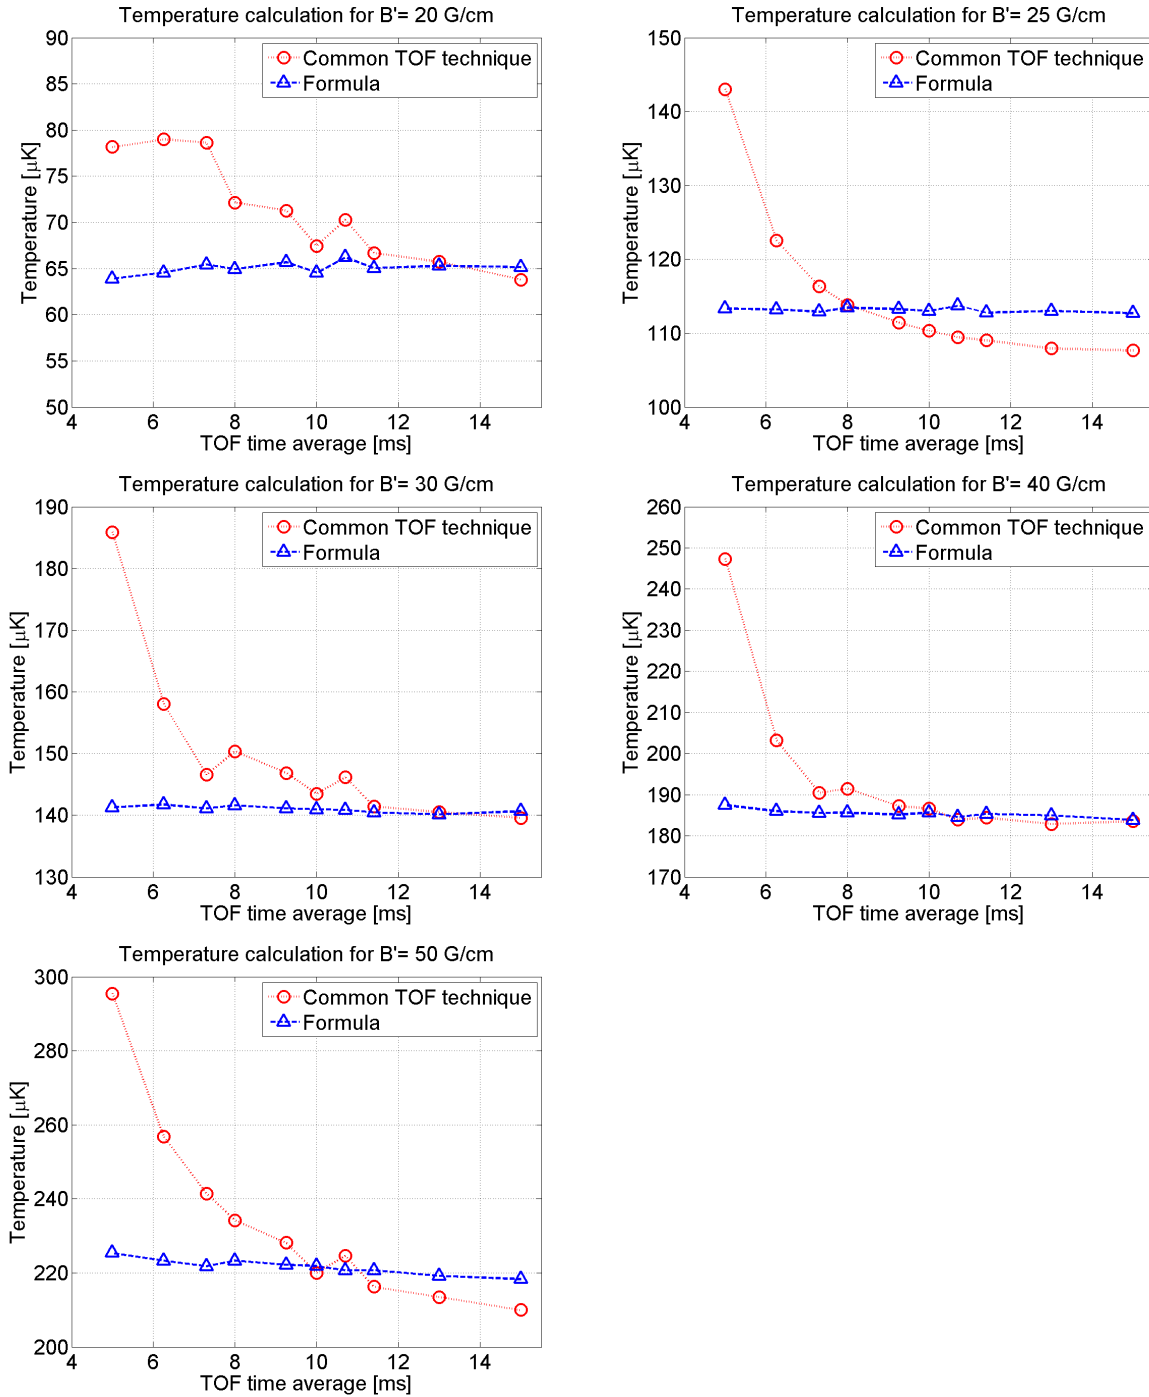 Temperature calculation for B'= 20 G/cm
Common TOF technique
Formula
Temperature [μK]
90
85
80
75
70
65
60
55
50
4 6 8 10 12 14
TOF time average [ms]
Temperature calculation for B'= 25 G/cm
Common TOF technique
Formula
Temperature [μK]
150
140
130
120
110
100
4 6 8 10 12 14
TOF time average [ms]
Temperature calculation for B'= 30 G/cm
Common TOF technique
Formula
Temperature [μK]
190
180
170
160
150
140
130
4 6 8 10 12 14
TOF time average [ms]
Temperature calculation for B'= 40 G/cm
Common TOF technique
Formula
Temperature [μK]
260
250
240
230
220
210
200
190
180
170
4 6 8 10 12 14
TOF time average [ms]
Temperature calculation for B'= 50 G/cm
Common TOF technique
Formula
Temperature [μK]
300
280
260
240
220
200
4 6 8 10 12 14
TOF time average [ms]